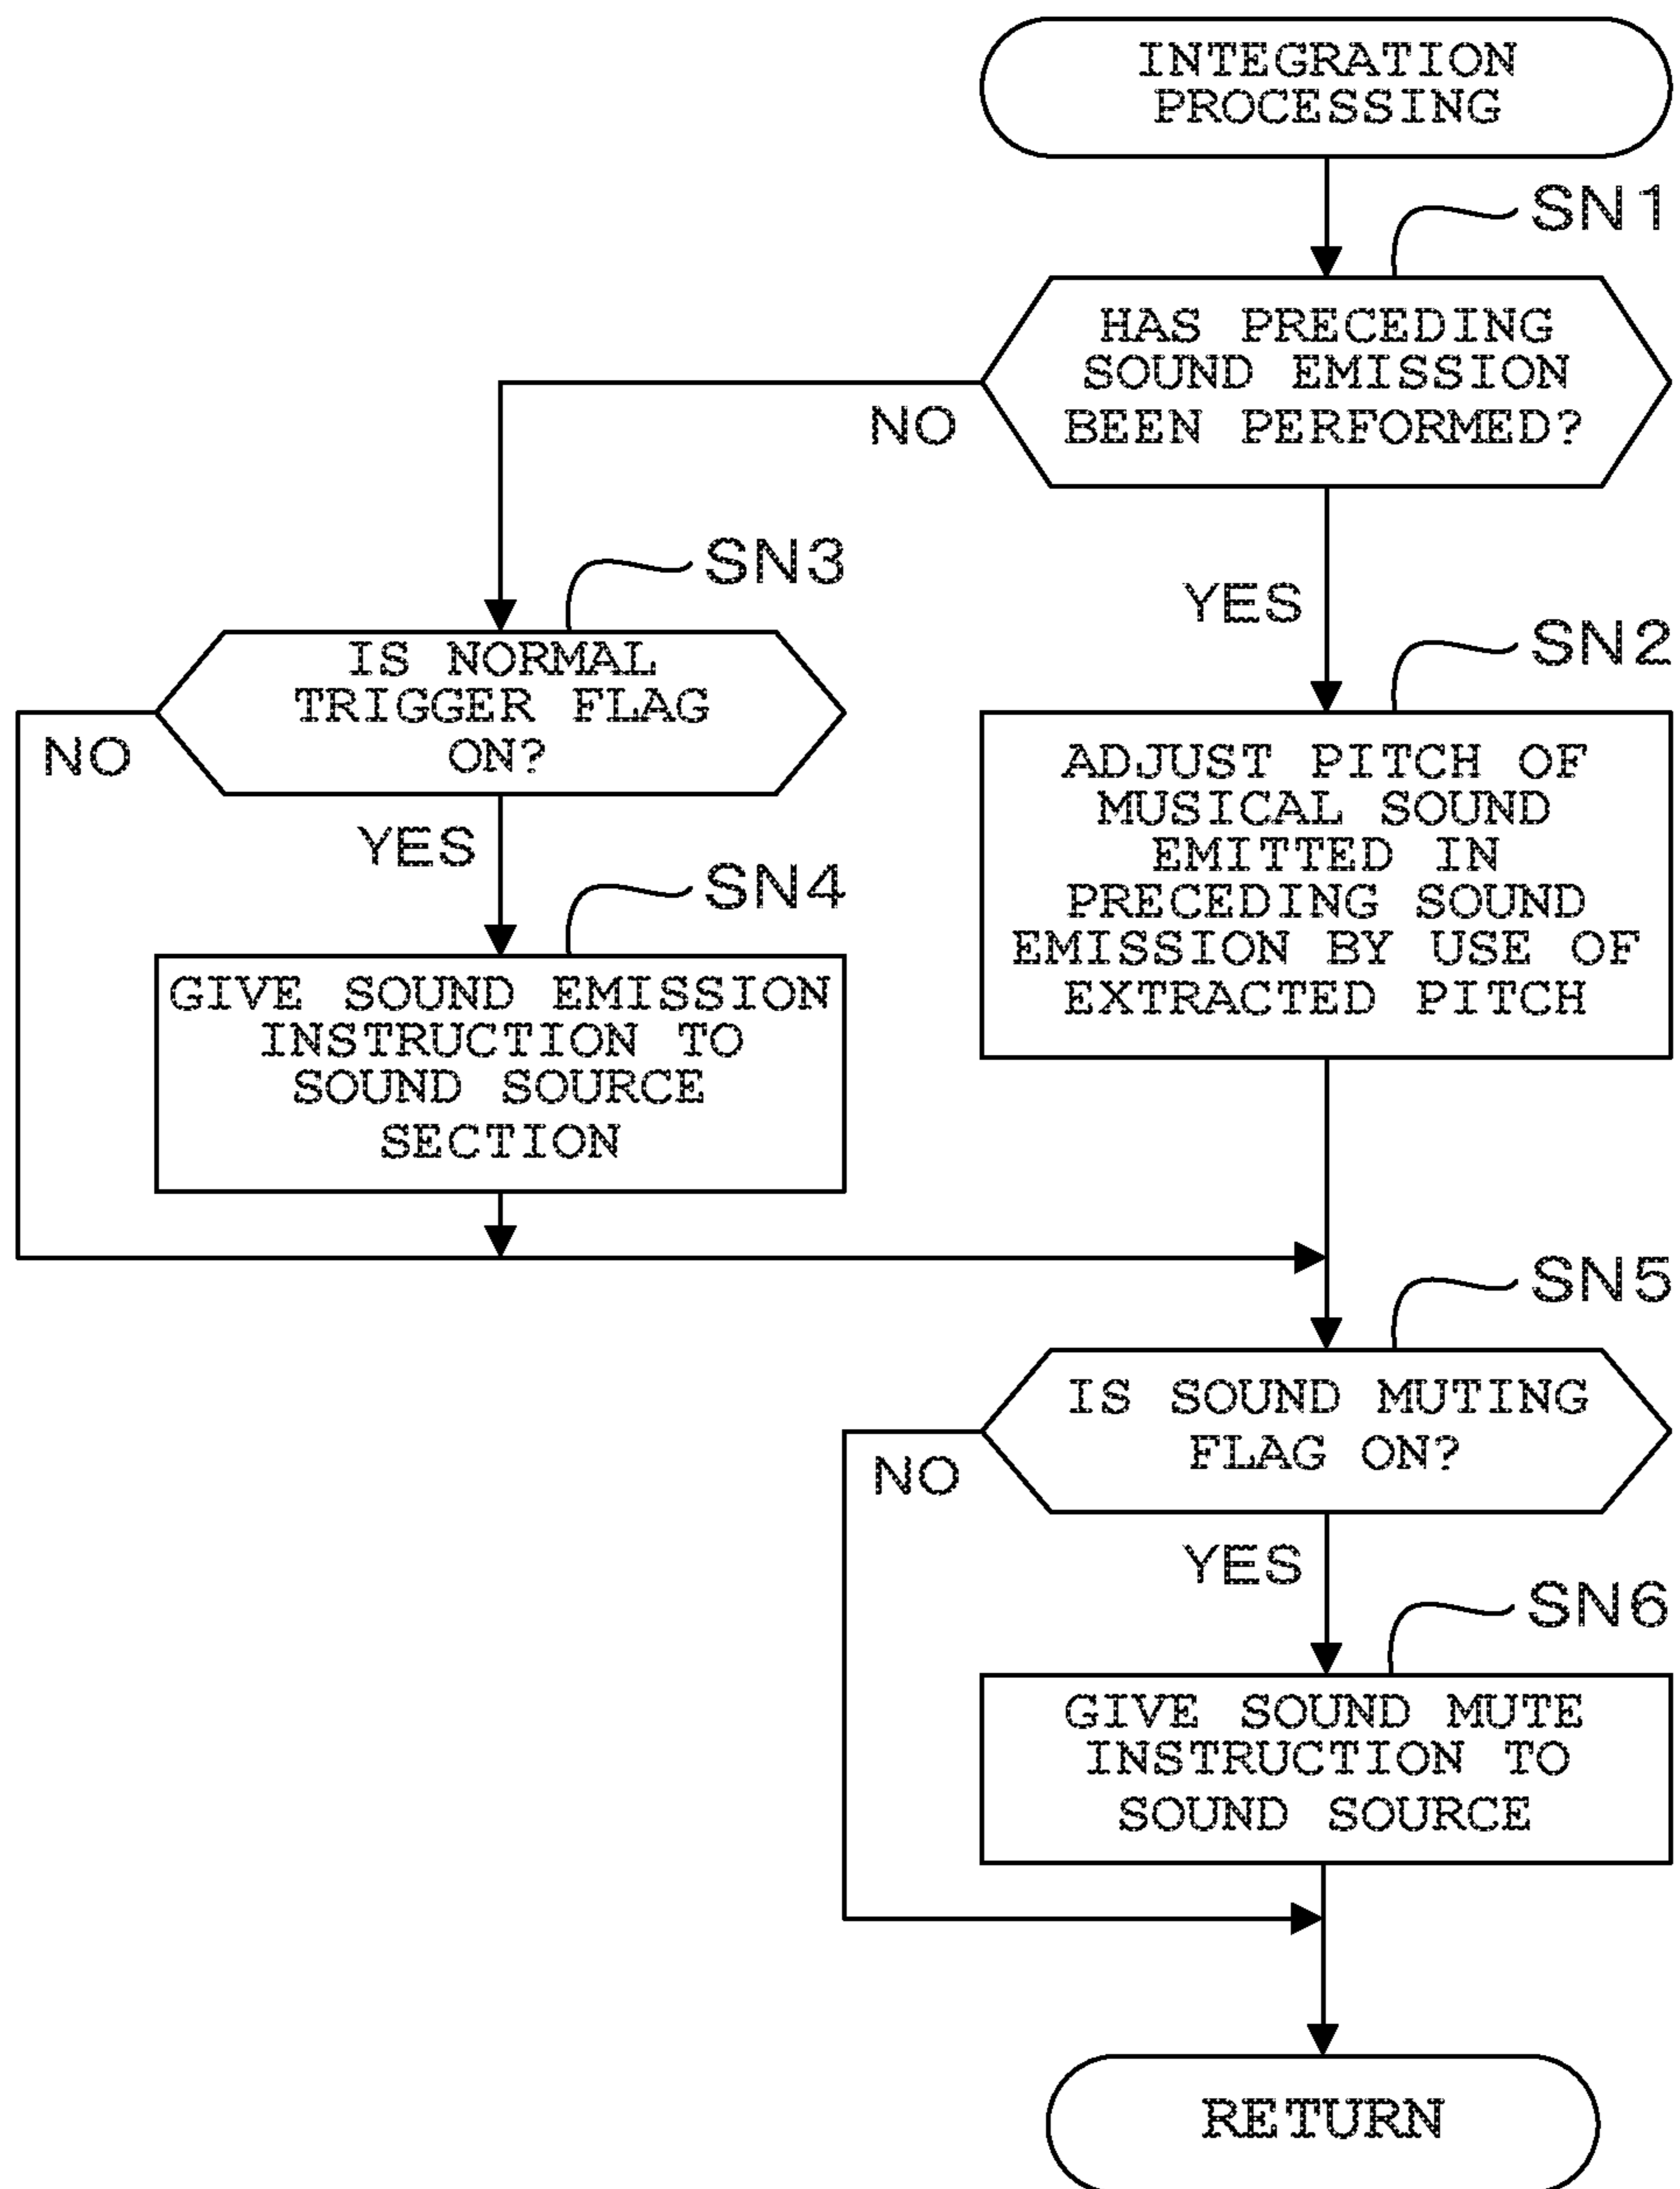 INTEGRATION
PROCESSING
SN1
HAS PRECEDING
SOUND EMISSION
BEEN PERFORMED?
NO
YES
SN3
IS NORMAL
TRIGGER FLAG
ON?
NO
YES
SN4
GIVE SOUND EMISSION
INSTRUCTION TO
SOUND SOURCE
SECTION
SN2
ADJUST PITCH OF
MUSICAL SOUND
EMITTED IN
PRECEDING SOUND
EMISSION BY USE OF
EXTRACTED PITCH
SN5
IS SOUND MUTING
FLAG ON?
NO
YES
SN6
GIVE SOUND MUTE
INSTRUCTION TO
SOUND SOURCE
RETURN